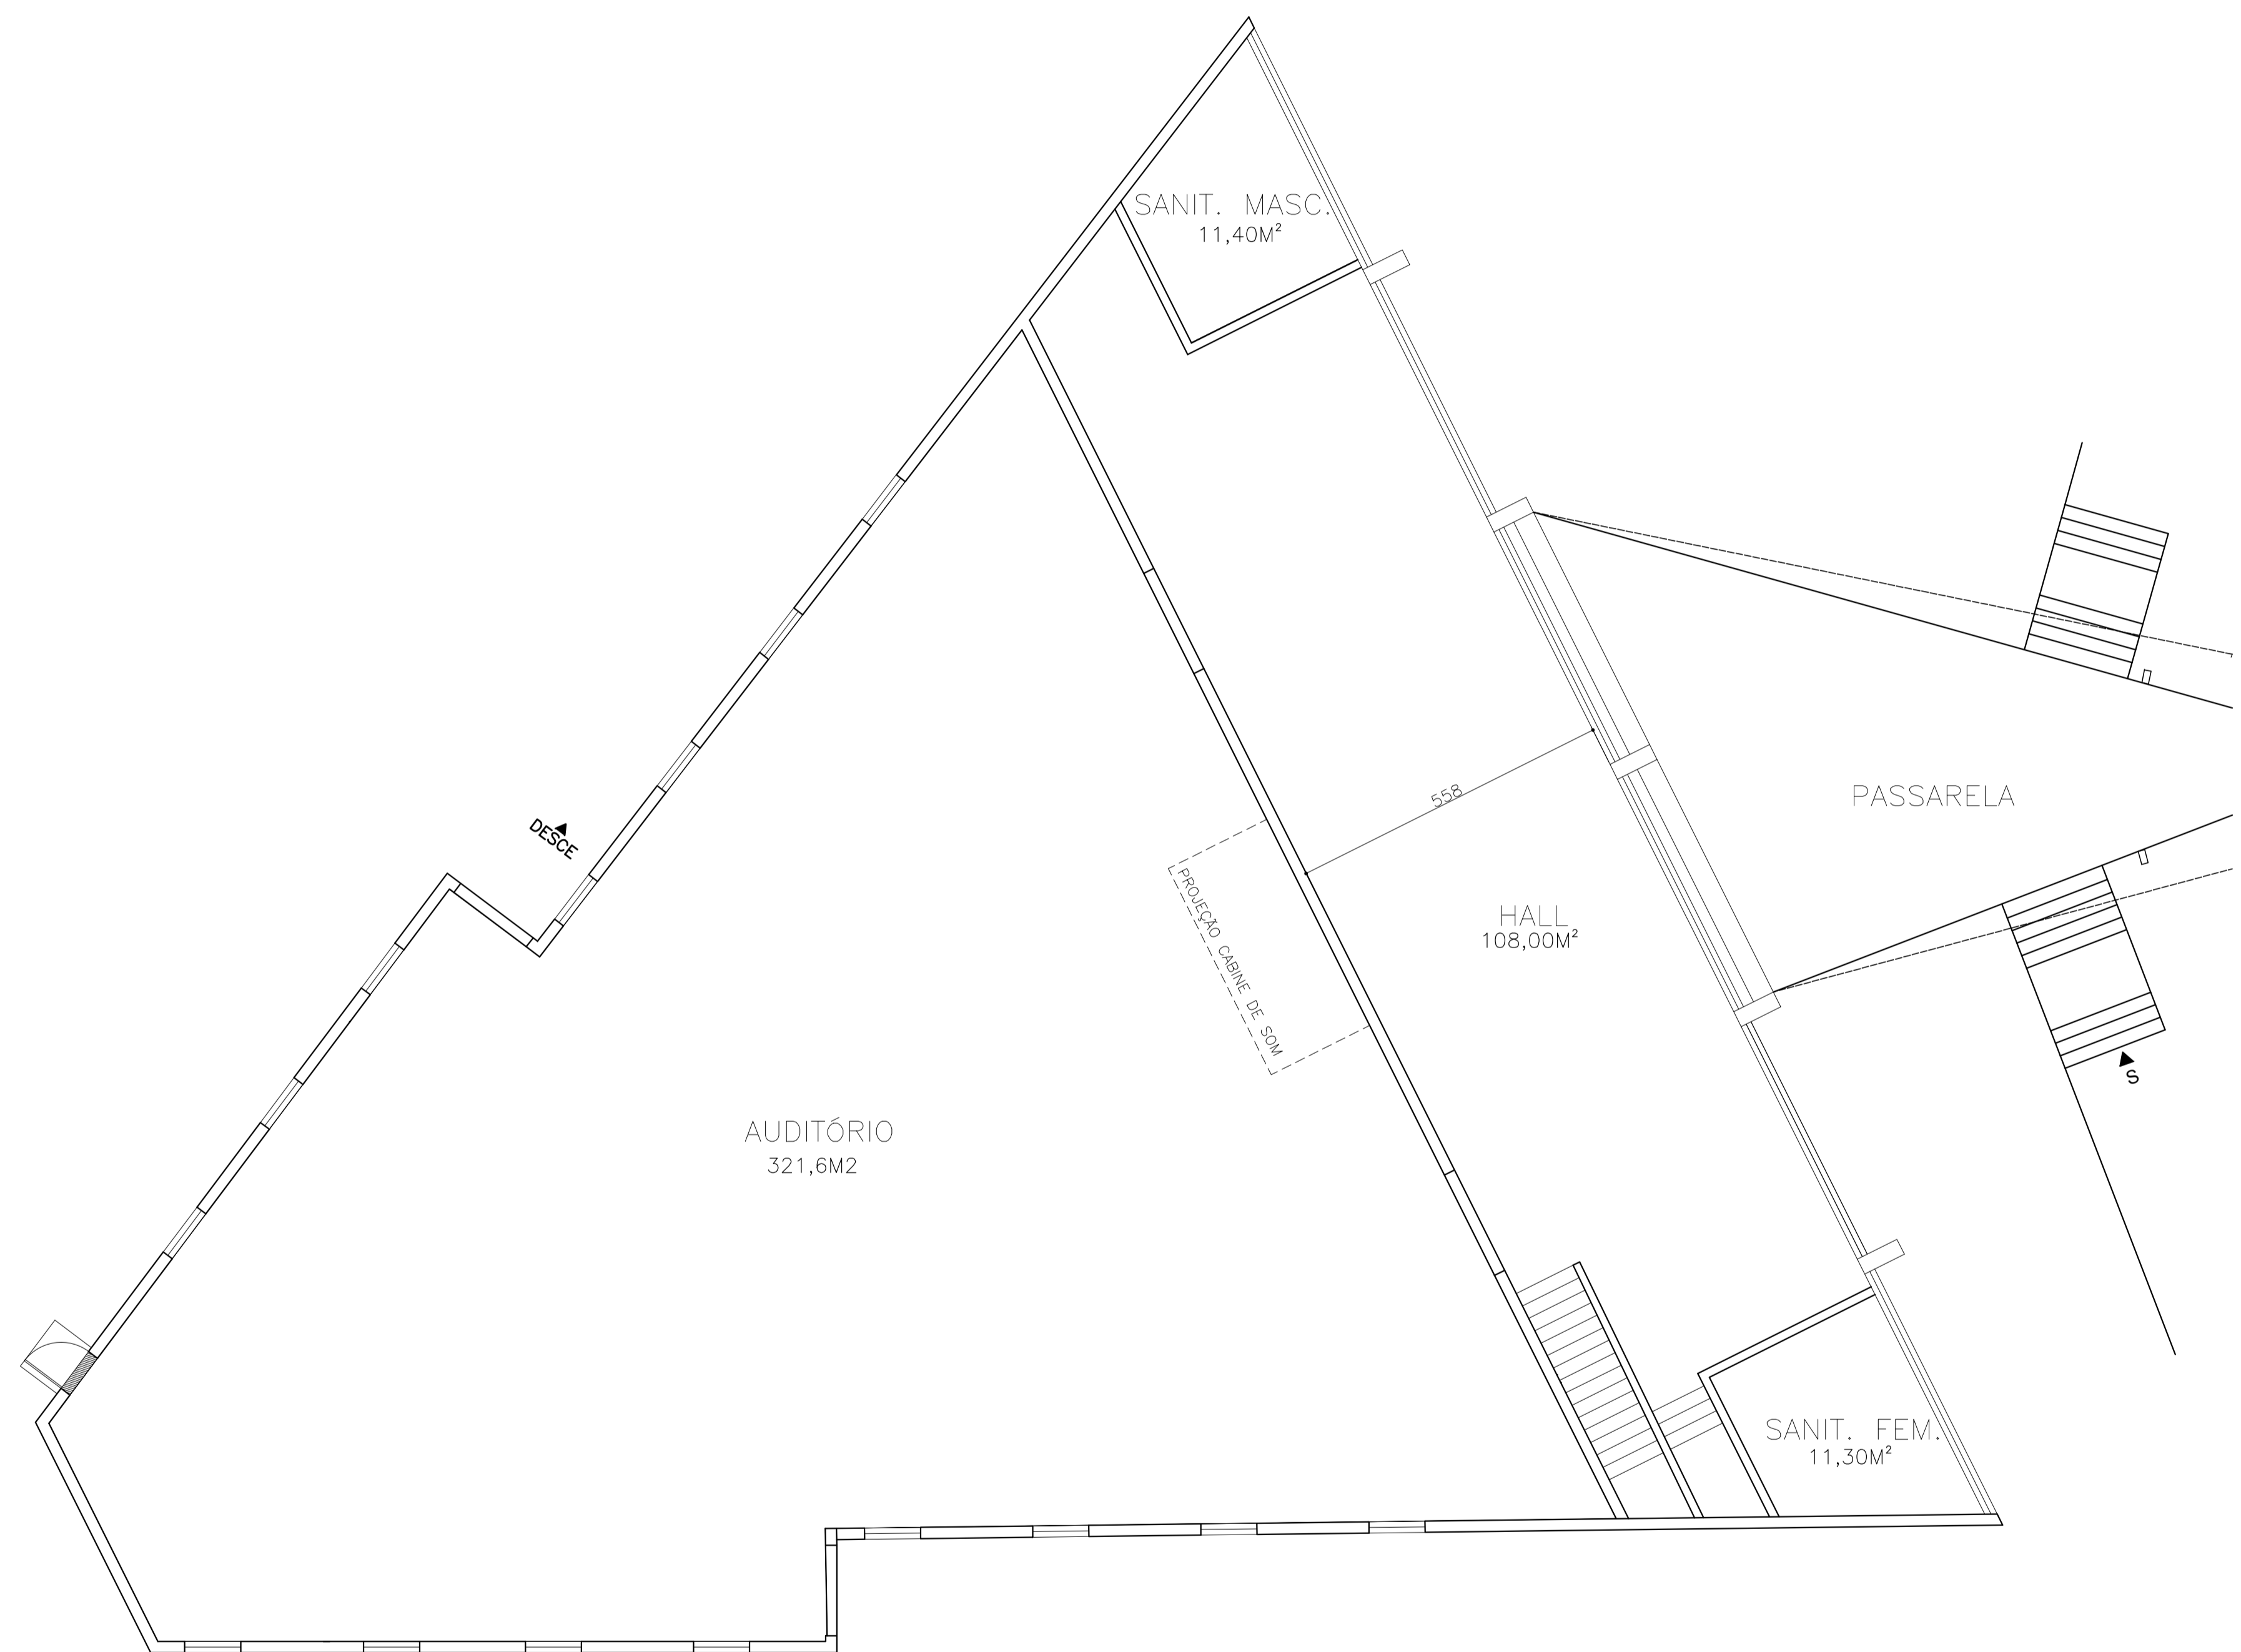 SANIT. MASC.
11,40M²
558
PASSARELA
DESCE
PROJEÇÃO CABINE DE SOM
HALL
108,00M²
S
AUDITÓRIO
321,6M2
SANIT. FEM.
11,30M²